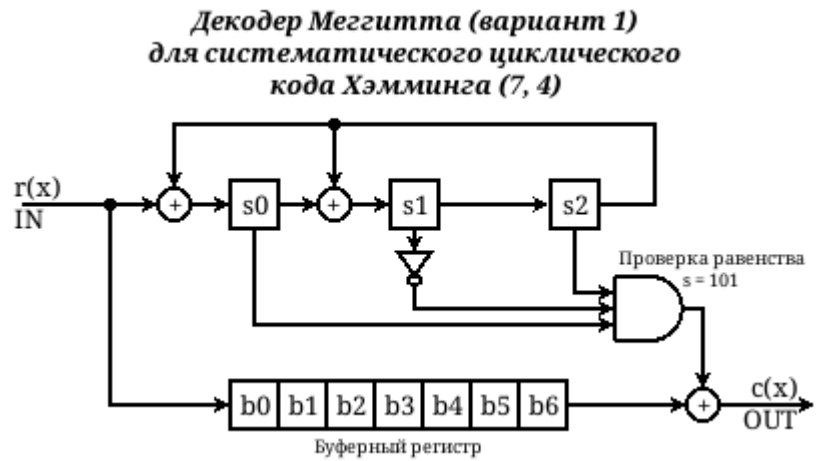 Декодер Меггитта (вариант 1)
для систематического циклического
кода Хэмминга (7, 4)
r(x)
IN
+
s0
+
s1
s2
Проверка равенства
s = 101
b0 b1 b2 b3 b4 b5 b6
+
c(x)
OUT
Буферный регистр